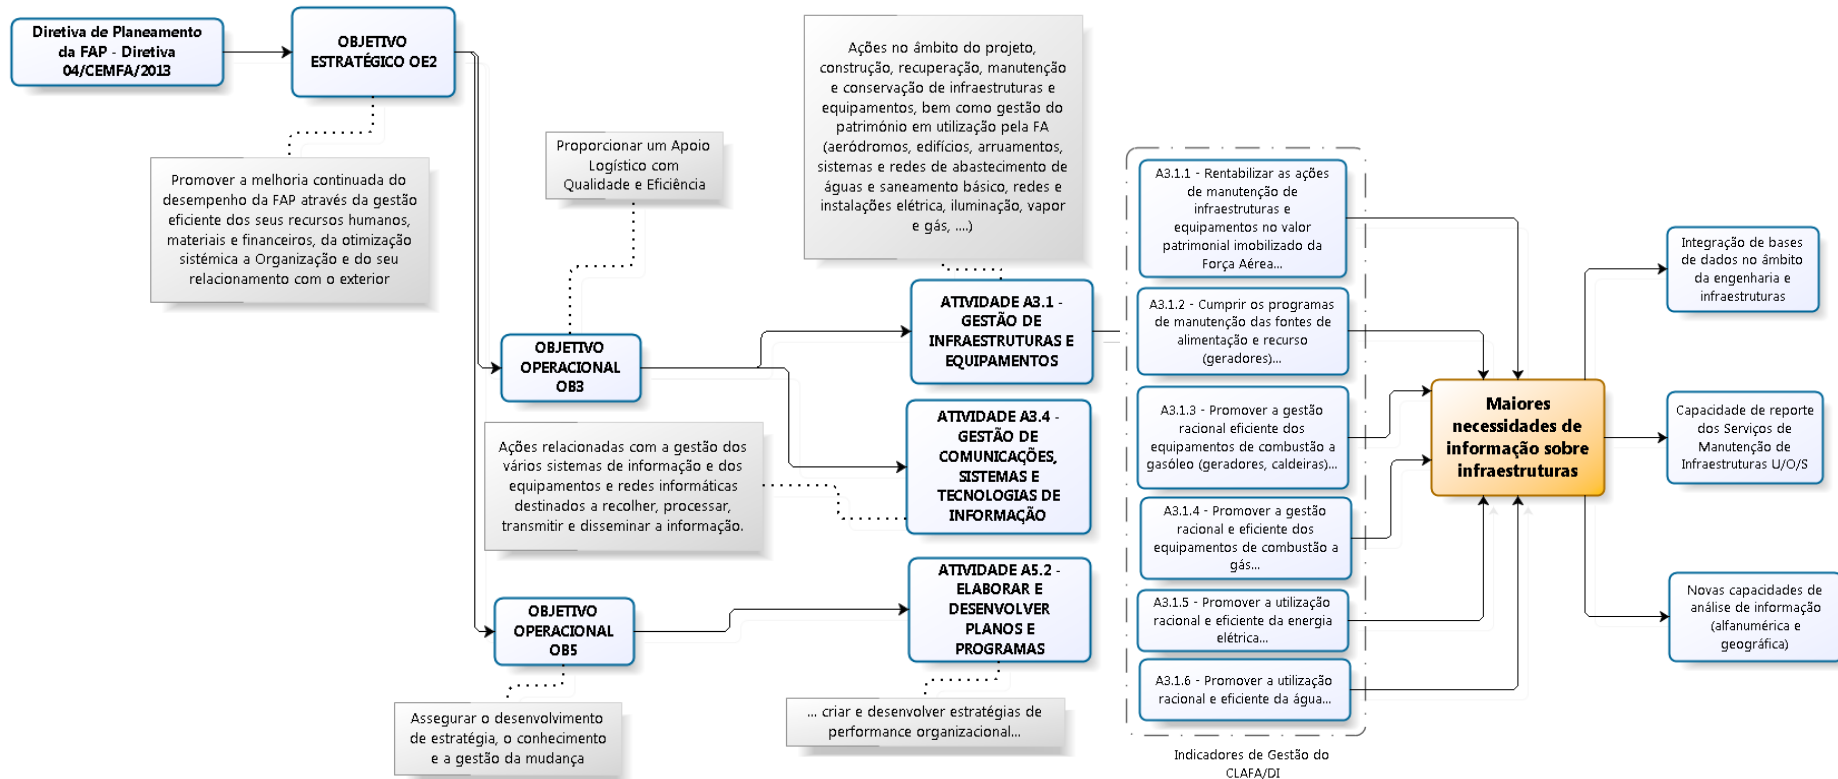 Diretiva de Planeamento
da FAP - Diretiva
04/CEMFA/2013
OBJETIVO
ESTRATÉGICO OE2
Promover a melhoria continuada do
desempenho da FAP através da gestão
eficiente dos seus recursos humanos,
materiais e financeiros, da otimização
sistémica a Organização e do seu
relacionamento com o exterior
Proporcionar um Apoio
Logístico com
Qualidade e Eficiência
OBJETIVO
OPERACIONAL
OB3
Ações relacionadas com a gestão dos
vários sistemas de informação e dos
equipamentos e redes informáticas
destinados a recolher, processar,
transmitir e disseminar a informação.
OBJETIVO
OPERACIONAL
OB5
Assegurar o desenvolvimento
de estratégia, o conhecimento
e a gestão da mudança
Ações no âmbito do projeto,
construção, recuperação, manutenção
e conservação de infraestruturas e
equipamentos, bem como gestão do
património em utilização pela FA
(aeródromos, edifícios, arruamentos,
sistemas e redes de abastecimento de
águas e saneamento básico, redes e
instalações elétrica, iluminação, vapor
e gás, ....)
ATIVIDADE A3.1 -
GESTÃO DE
INFRAESTRUTURAS E
EQUIPAMENTOS
ATIVIDADE A3.4 -
GESTÃO DE
COMUNICAÇÕES,
SISTEMAS E
TECNOLOGIAS DE
INFORMAÇÃO
ATIVIDADE A5.2 -
ELABORAR E
DESENVOLVER
PLANOS E
PROGRAMAS
... criar e desenvolver estratégias de
performance organizacional...
A3.1.1 - Rentabilizar as ações
de manutenção de
infraestruturas e
equipamentos no valor
patrimonial imobilizado da
Força Aérea...
A3.1.2 - Cumprir os programas
de manutenção das fontes de
alimentação e recurso
(geradores)...
A3.1.3 - Promover a gestão
racional eficiente dos
equipamentos de combustão a
gasóleo (geradores, caldeiras)...
A3.1.4 - Promover a gestão
racional e eficiente dos
equipamentos de combustão a
gás...
A3.1.5 - Promover a utilização
racional e eficiente da energia
elétrica...
A3.1.6 - Promover a utilização
racional e eficiente da água...
Indicadores de Gestão do
CLAFA/DI
Maiores
necessidades de
informação sobre
infraestruturas
Integração de bases
de dados no âmbito
da engenharia e
infraestruturas
Capacidade de reporte
dos Serviços de
Manutenção de
Infraestruturas U/O/S
Novas capacidades de
análise de informação
(alfanumérica e
geográfica)